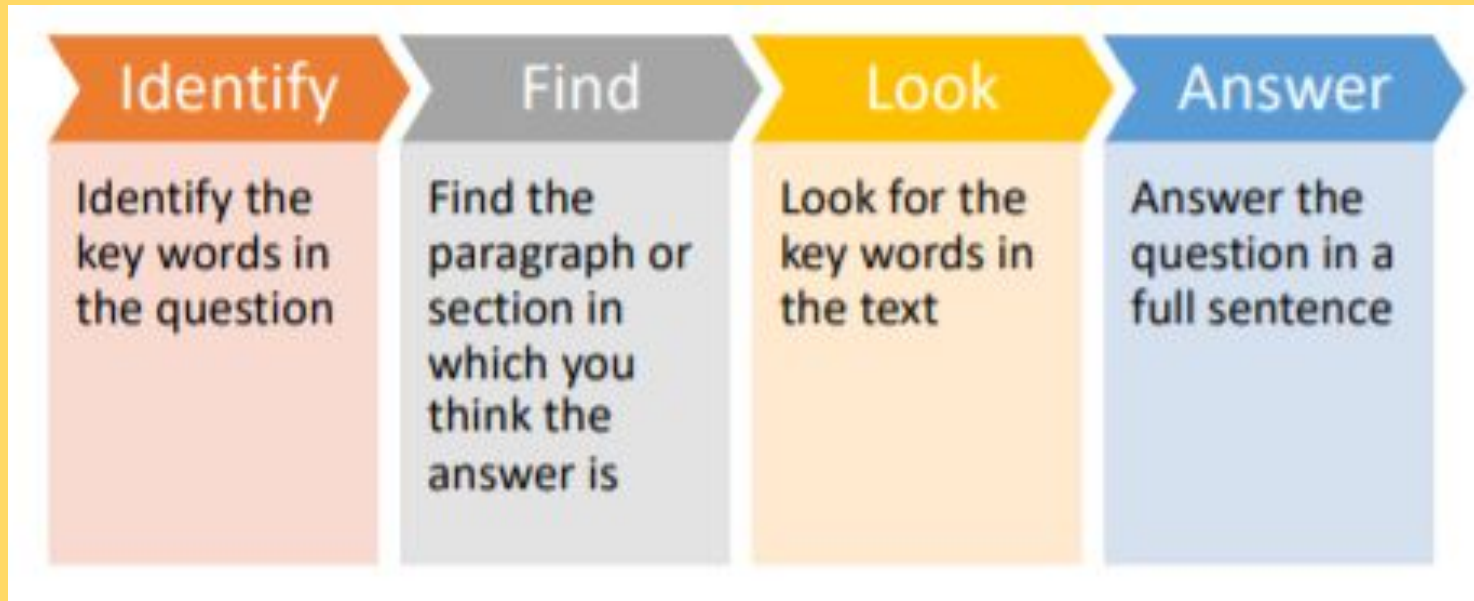 Identify
Identify the
key words in
the question
Find
Find the
paragraph or
section in
which you
think the
answer is
Look
Look for the
key words in
the text
Answer
Answer the
question in a
full sentence